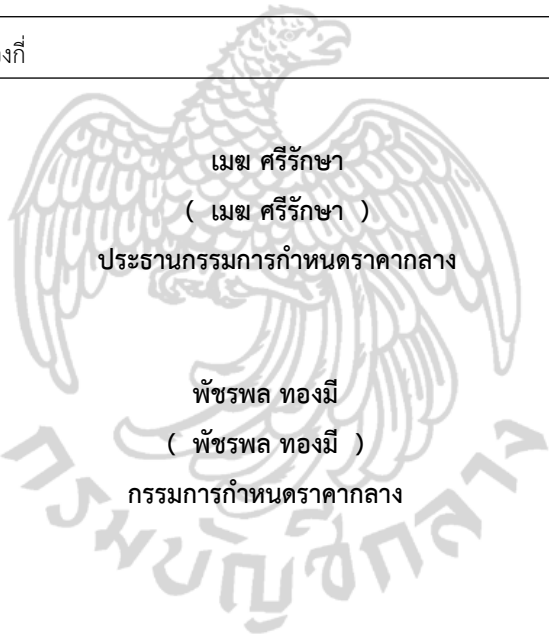 งกี่
เมฆ ศรีรักษา
( เมฆ ศรีรักษา )
ประธานกรรมการกำหนดราคากลาง
พัชรพล ทองมี
( พัชรพล ทองมี )
กรรมการกำหนดราคากลาง
กรมบัญชีกลาง